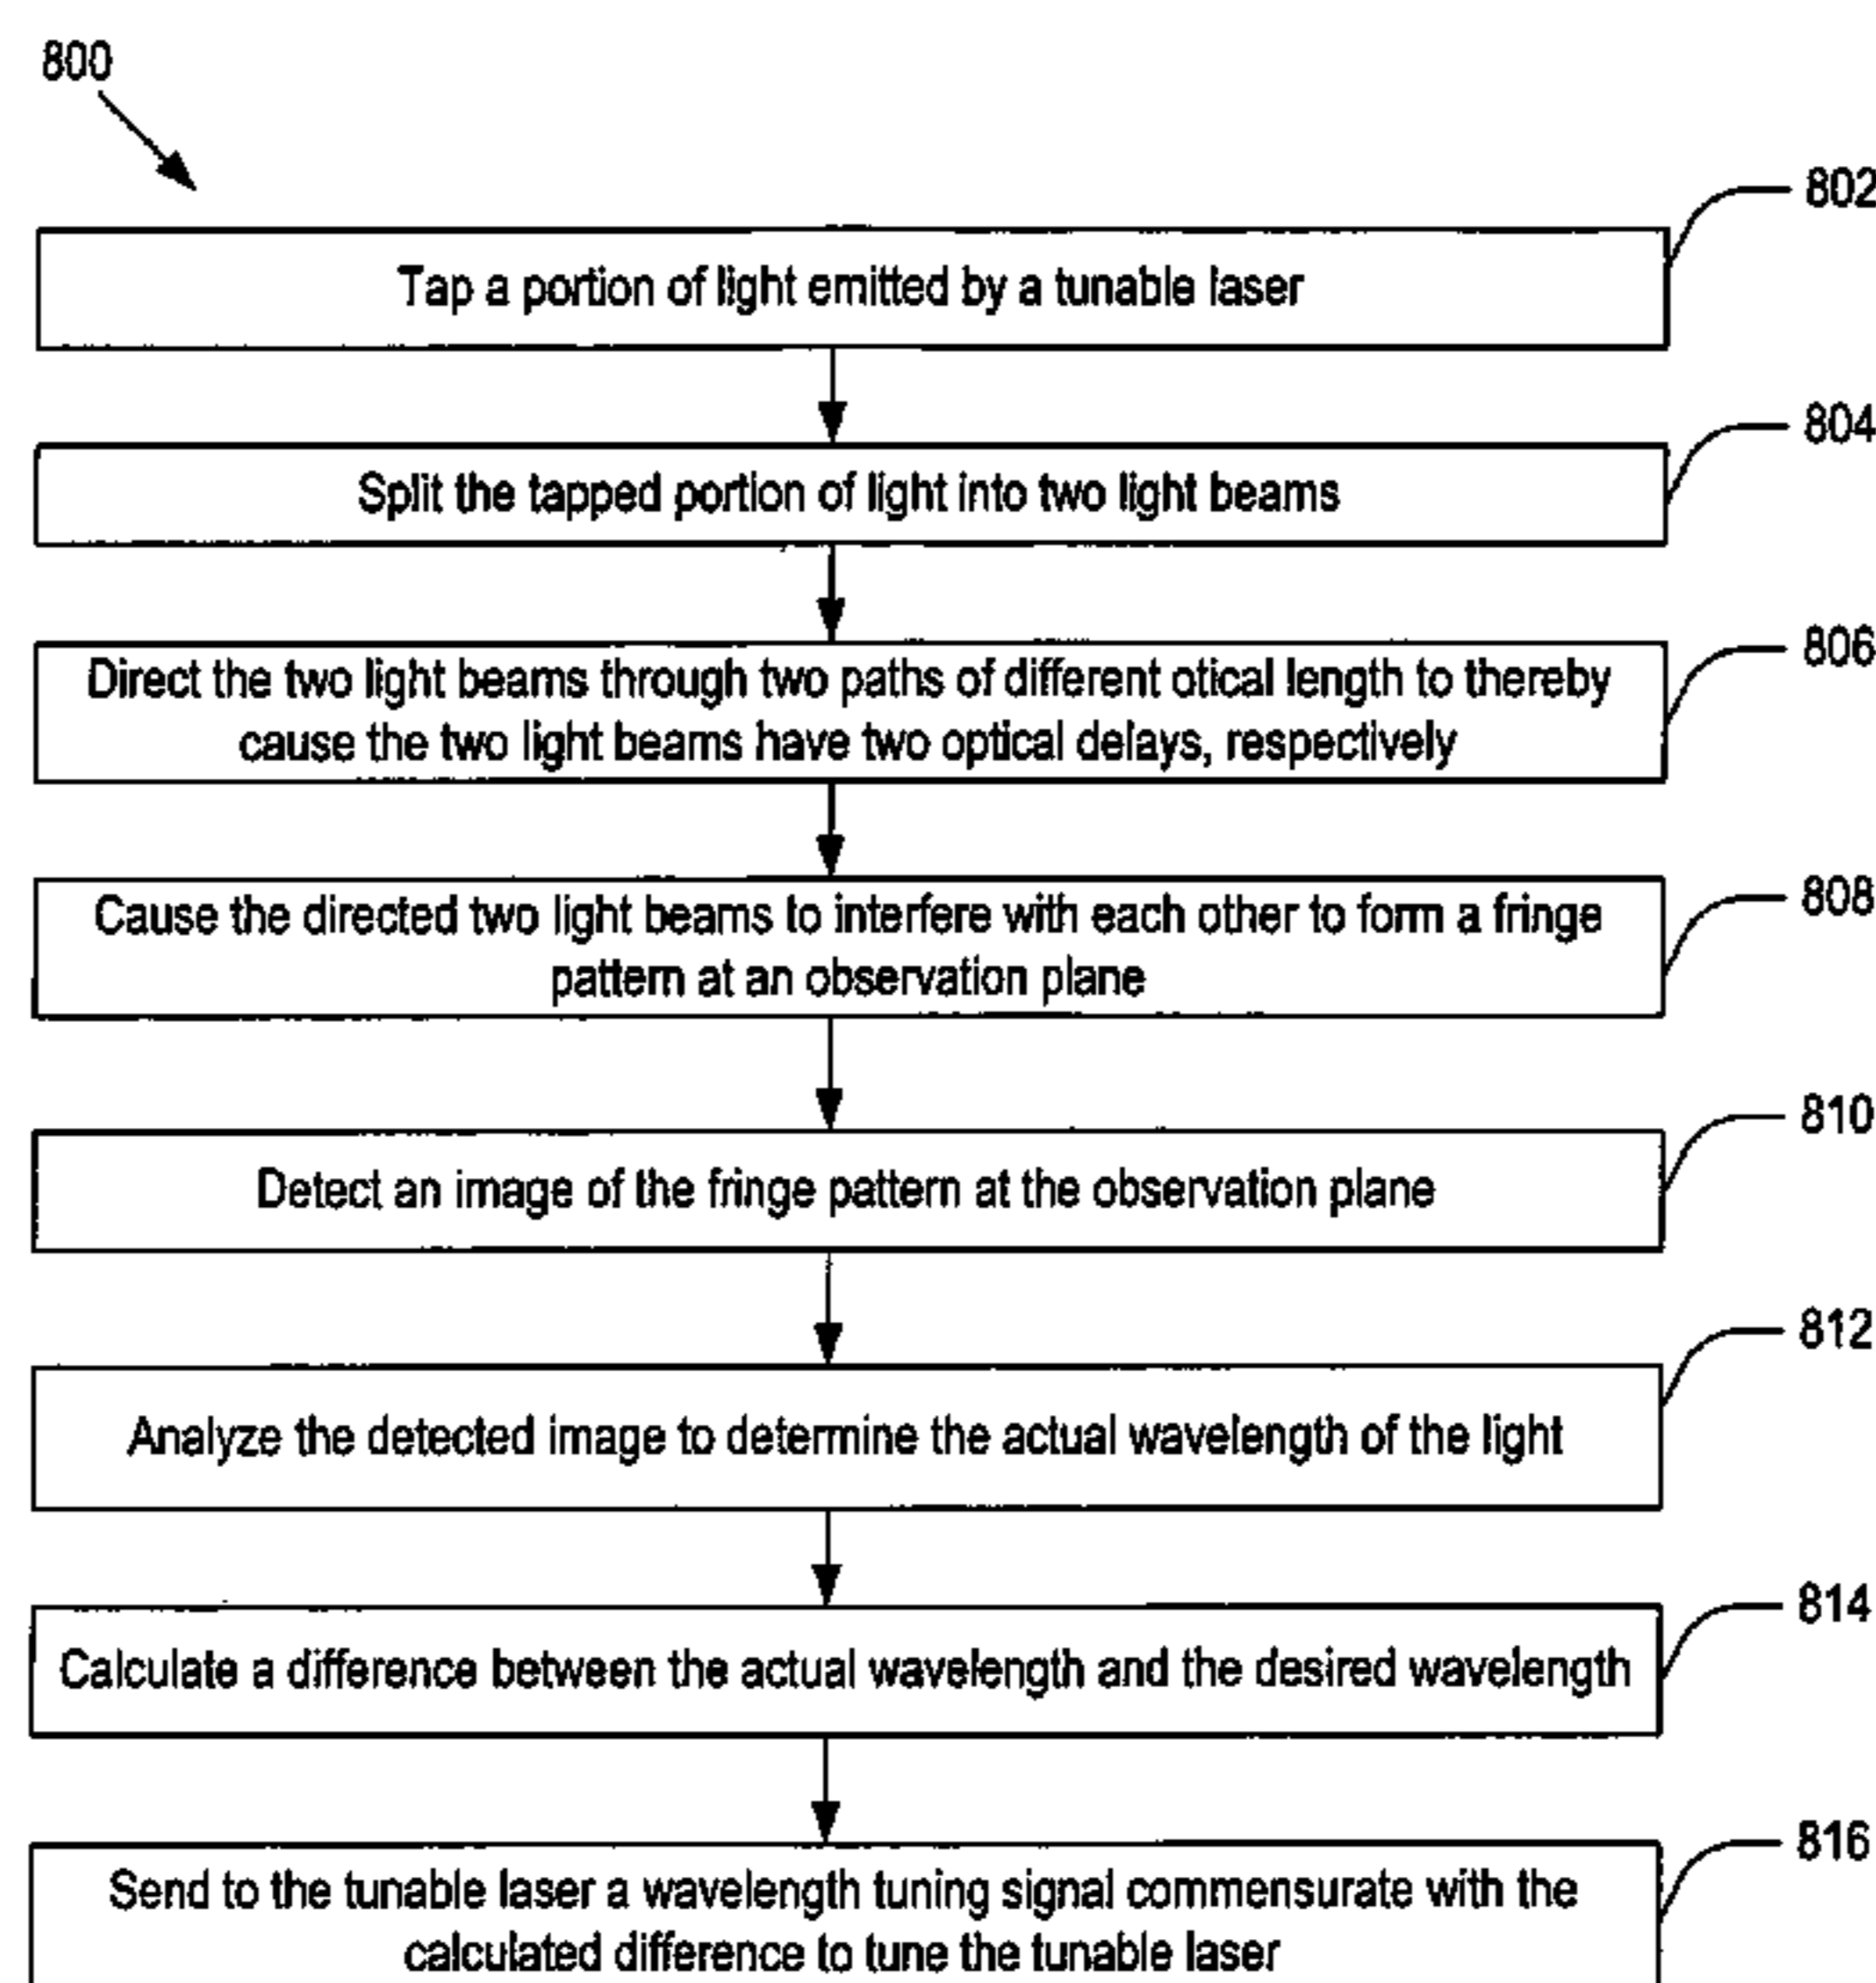 800
802
Tap a portion of light emitted by a tunable laser
804
Split the tapped portion of light into two light beams
806
Direct the two light beams through two paths of different otical length to thereby
cause the two light beams have two optical delays, respectively
808
Cause the directed two light beams to interfere with each other to form a fringe
pattern at an observation plane
810
Detect an image of the fringe pattern at the observation plane
812
Analyze the detected image to determine the actual wavelength of the light
814
Calculate a difference between the actual wavelength and the desired wavelength
816
Send to the tunable laser a wavelength tuning signal commensurate with the
calculated difference to tune the tunable laser